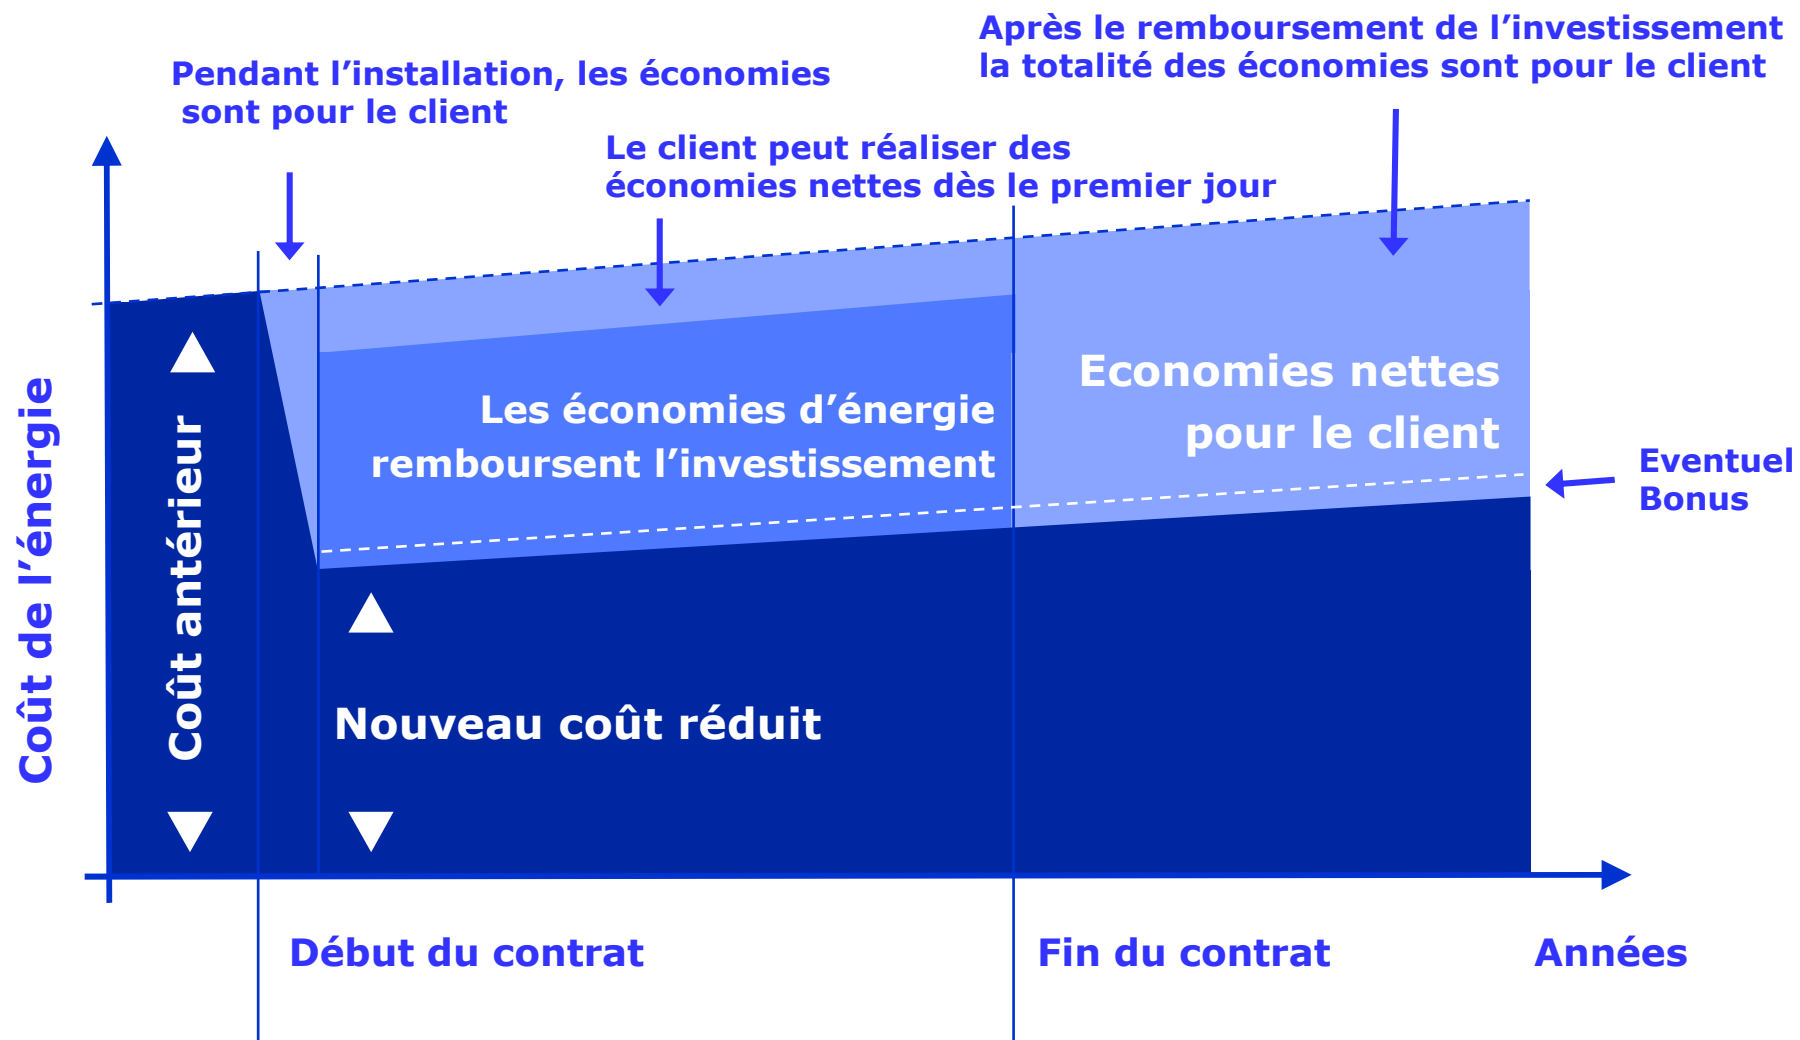 Après le remboursement de l’investissement
la totalité des économies sont pour le client
Pendant l’installation, les économies
sont pour le client
Le client peut réaliser des
économies nettes dès le premier jour
Coût de l’énergie
Coût antérieur
Les économies d’énergie
remboursent l’investissement
Economies nettes
pour le client
Eventuel
Bonus
Nouveau coût réduit
Début du contrat
Fin du contrat
Années